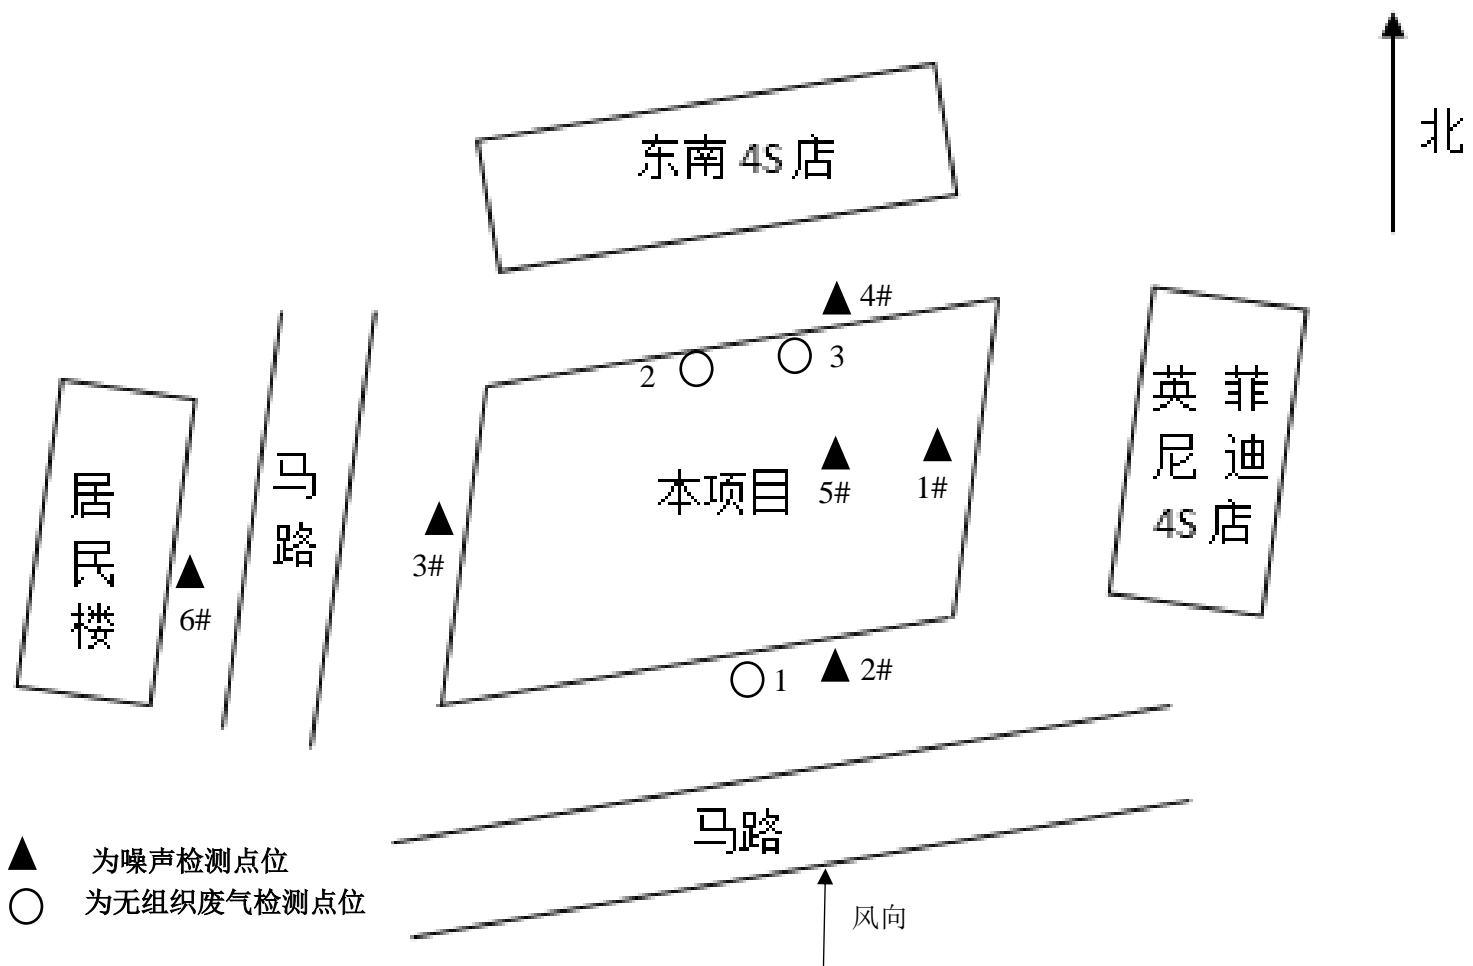 北
东南 4S 店
4#
3
2
英 菲
尼 迪
4S 店
本项目
5#
1#
马
路
3#
居
民
楼
6#
1
2#
马路
为噪声检测点位
为无组织废气检测点位
风向